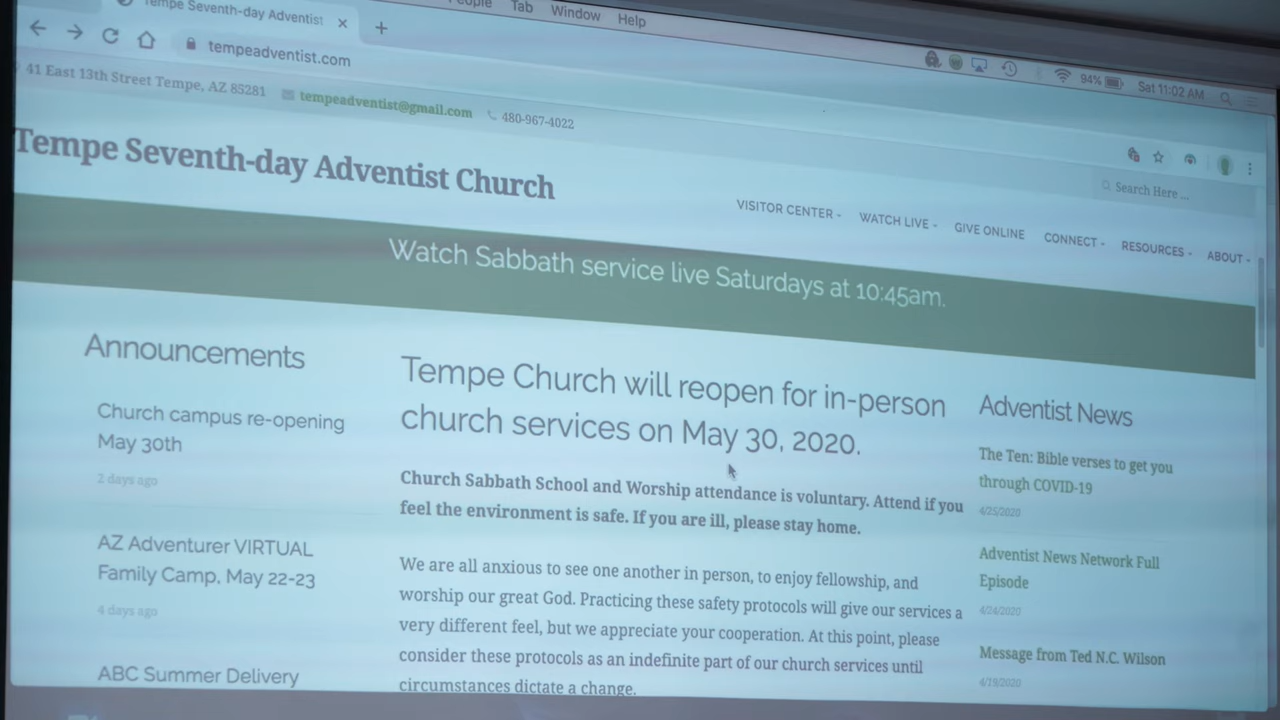 People Tab Window Help
94% Sat 11:02 AM
Tempe Seventh-day Adventist
tempeadventist.com
41 East 13th Street Tempe, AZ 85281 tempeadventist@gmail.com 480-967-4022
Search Here ...
Tempe Seventh-day Adventist Church
VISITOR CENTER WATCH LIVE GIVE ONLINE CONNECT RESOURCES ABOUT
Watch Sabbath service live Saturdays at 10:45am.
Announcements
Church campus re-opening
May 30th
2 days ago
AZ Adventurer VIRTUAL
Family Camp, May 22-23
4 days ago
ABC Summer Delivery
Tempe Church will reopen for in-person
church services on May 30, 2020.
Church Sabbath School and Worship attendance is voluntary. Attend if you
feel the environment is safe. If you are ill, please stay home.
We are all anxious to see one another in person, to enjoy fellowship, and
worship our great God. Practicing these safety protocols will give our services a
very different feel, but we appreciate your cooperation. At this point, please
consider these protocols as an indefinite part of our church services until
circumstances dictate a change.
Adventist News
The Ten: Bible verses to get you
through COVID-19
4/25/2020
Adventist News Network Full
Episode
4/24/2020
Message from Ted N.C. Wilson
4/19/2020